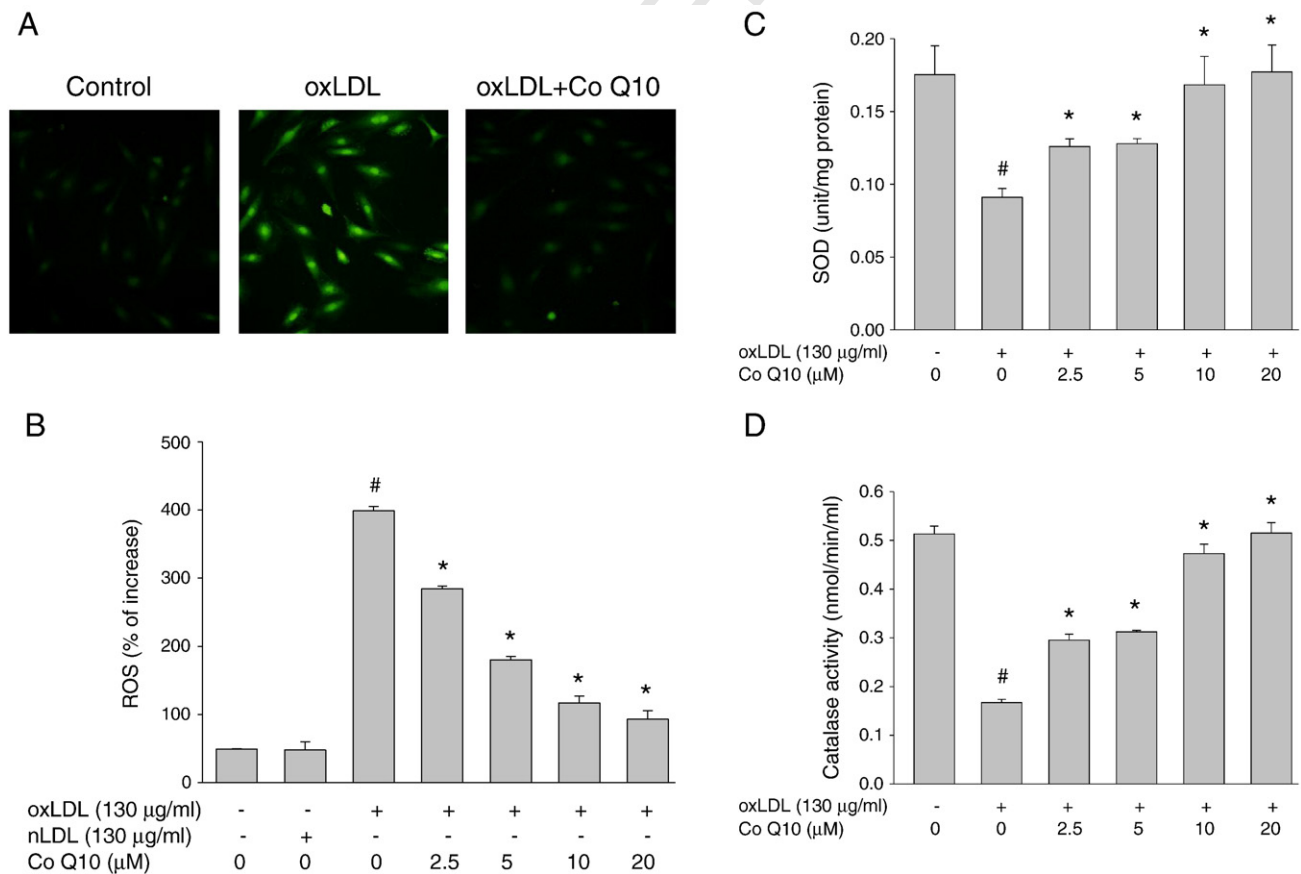 A
Control oxLDL oxLDL+Co Q10
B
500
400
300
200
100
0
ROS (% of increase)
#
*
*
*
*
oxLDL (130 μg/ml) - - + + + + +
nLDL (130 μg/ml) - + - - - - -
Co Q10 (μM) 0 0 0 2.5 5 10 20
C
0.20
0.15
0.10
0.05
0.00
SOD (unit/mg protein)
#
*
*
*
*
oxLDL (130 μg/ml) - + + + + +
Co Q10 (μM) 0 0 2.5 5 10 20
D
0.6
0.5
0.4
0.3
0.2
0.1
0.0
Catalase activity (nmol/min/ml)
#
*
*
*
*
oxLDL (130 μg/ml) - + + + + +
Co Q10 (μM) 0 0 2.5 5 10 20